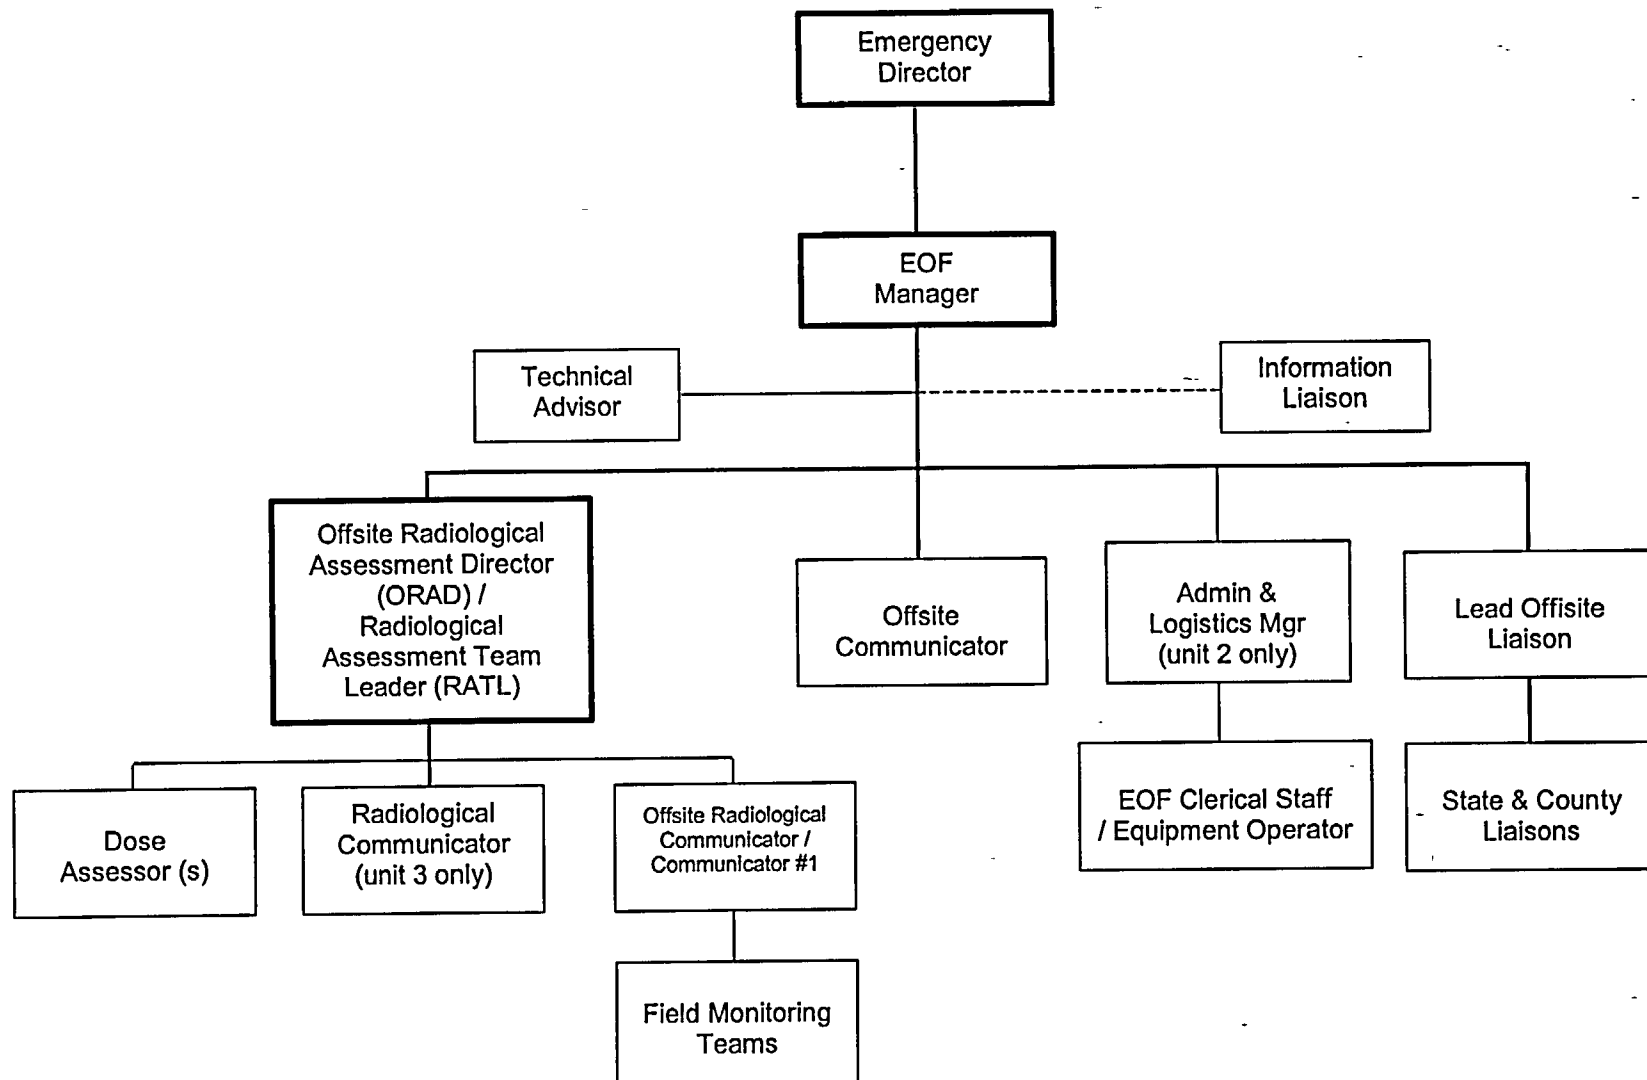 Emergency
Director
EOF
Manager
Technical
Advisor
Information
Liaison
Offsite Radiological
Assessment Director
(ORAD) /
Radiological
Assessment Team
Leader (RATL)
Offsite
Communicator
Admin &
Logistics Mgr
(unit 2 only)
Lead Offisite
Liaison
Dose
Assessor (s)
Radiological
Communicator
(unit 3 only)
Offsite Radiological
Communicator /
Communicator #1
EOF Clerical Staff
/ Equipment Operator
State & County
Liaisons
Field Monitoring
Teams